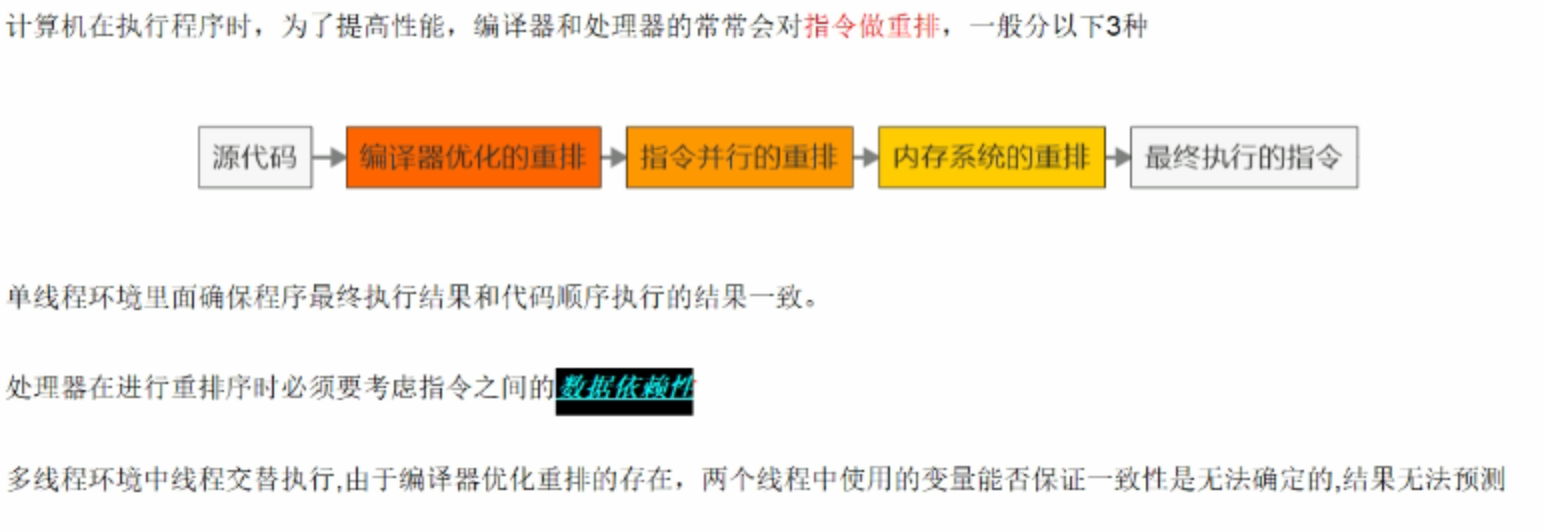 计算机在执行程序时，为了提高性能，编译器和处理器的常常会对指令做重排，一般分以下3种
源代码 编译器优化的重排 指令并行的重排 内存系统的重排 最终执行的指令
单线程环境里面确保程序最终执行结果和代码顺序执行的结果一致。
处理器在进行重排序时必须要考虑指令之间的数据依赖性
多线程环境中线程交替执行,由于编译器优化重排的存在，两个线程中使用的变量能否保证一致性是无法确定的,结果无法预测